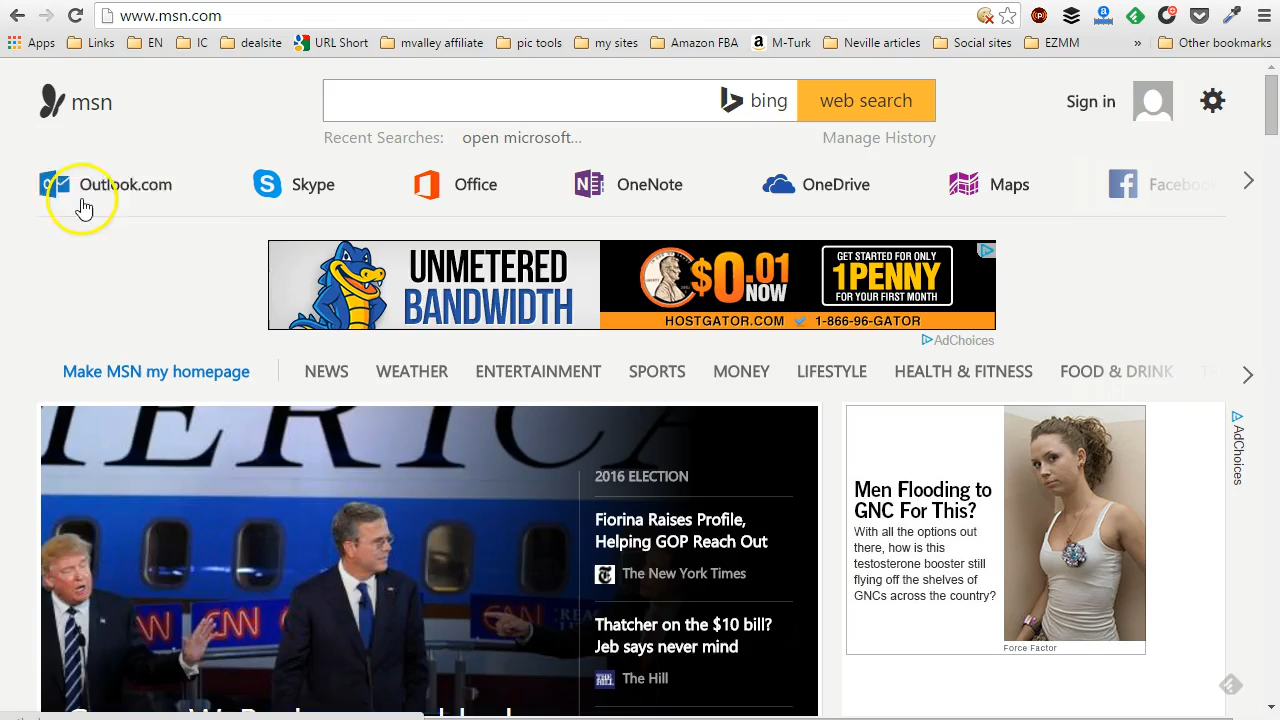 www.msn.com
Apps Links EN IC dealsite URL Short mvalley affiliate pic tools my sites Amazon FBA M-Turk Neville articles Social sites EZMM » Other bookmarks
msn
bing
web search
Sign in
Recent Searches: open microsoft...
Manage History
Outlook.com Skype Office OneNote OneDrive Maps Facebook
UNMETERED
BANDWIDTH
$0.01
NOW
GET STARTED FOR ONLY
1PENNY
FOR YOUR FIRST MONTH
HOSTGATOR.COM 1-866-96-GATOR
AdChoices
Make MSN my homepage NEWS WEATHER ENTERTAINMENT SPORTS MONEY LIFESTYLE HEALTH & FITNESS FOOD & DRINK
ERICA
CNN CNN
2016 ELECTION
Fiorina Raises Profile,
Helping GOP Reach Out
The New York Times
Thatcher on the $10 bill?
Jeb says never mind
The Hill
Men Flooding to
GNC For This?
With all the options out
there, how is this
testosterone booster still
flying off the shelves of
GNCs across the country?
Force Factor
AdChoices